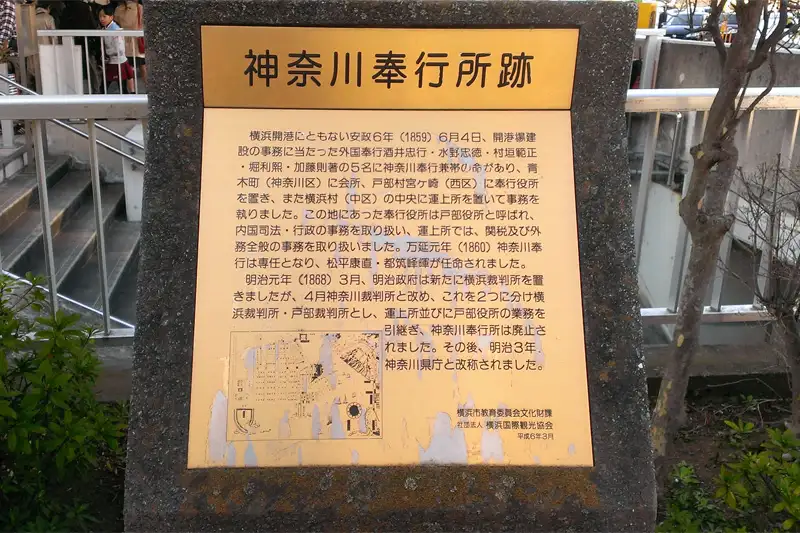 神奈川奉行所跡
横浜開港にともない安政6年（1859）6月4日、開港場建
設の事務に当たった外国奉行酒井忠行・水野忠徳・村垣範正
・堀利熙・加藤則著の5名に神奈川奉行兼帯の命があり、青
木町（神奈川区）に会所、戸部村宮ケ崎（西区）に奉行役所
を置き、また横浜村（中区）の中央に運上所を置いて事務を
執りました。この地にあった奉行役所は戸部役所と呼ばれ、
内国司法・行政の事務を取り扱い、運上所では、関税及び外
務全般の事務を取り扱いました。万延元年（1860）神奈川奉
行は専任となり、松平康直・都筑峰暉が任命されました。
明治元年（1868）3月、明治政府は新たに横浜裁判所を置
きましたが、4月神奈川裁判所と改め、これを2つに分け横
浜裁判所・戸部裁判所とし、運上所並びに戸部役所の業務を
引継ぎ、神奈川奉行所は廃止さ
れました。その後、明治3年、
神奈川県庁と改称されました。
横浜市教育委員会文化財課
社団法人 横浜国際観光協会
平成6年3月